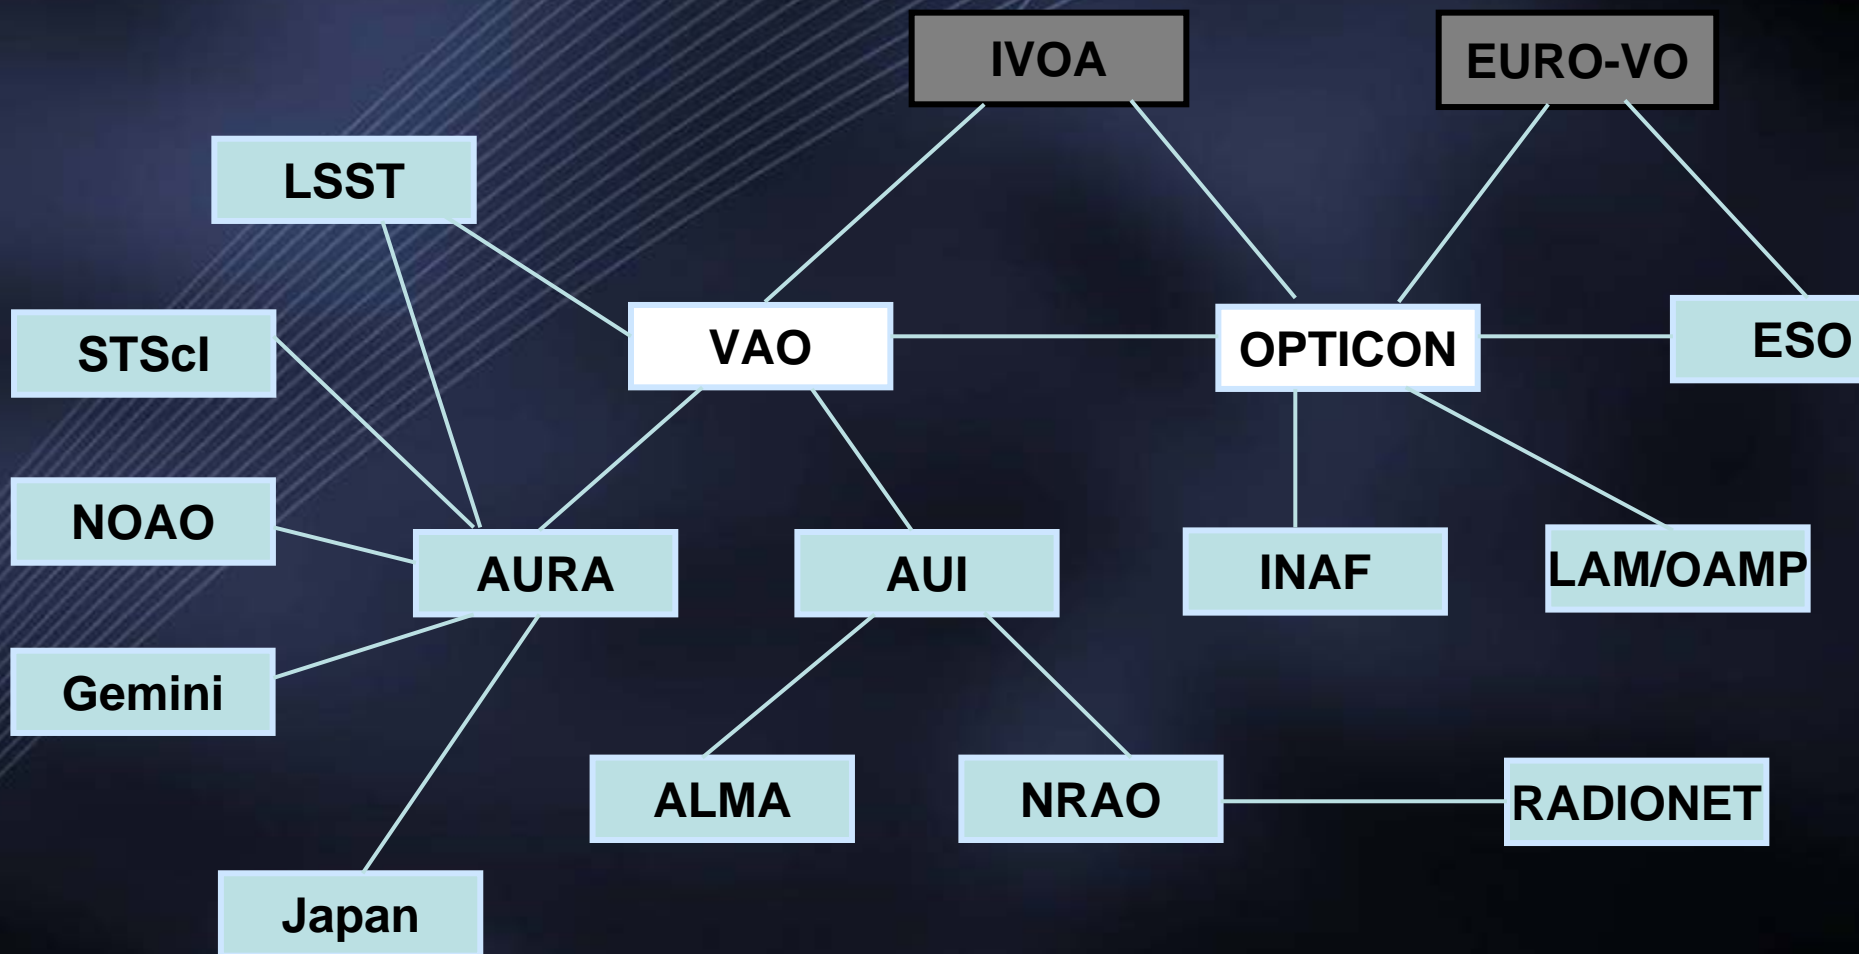 IVOA
EURO-VO
LSST
STScI
VAO
OPTICON
ESO
NOAO
AURA
AUI
INAF
LAM/OAMP
Gemini
ALMA
NRAO
RADIONET
Japan